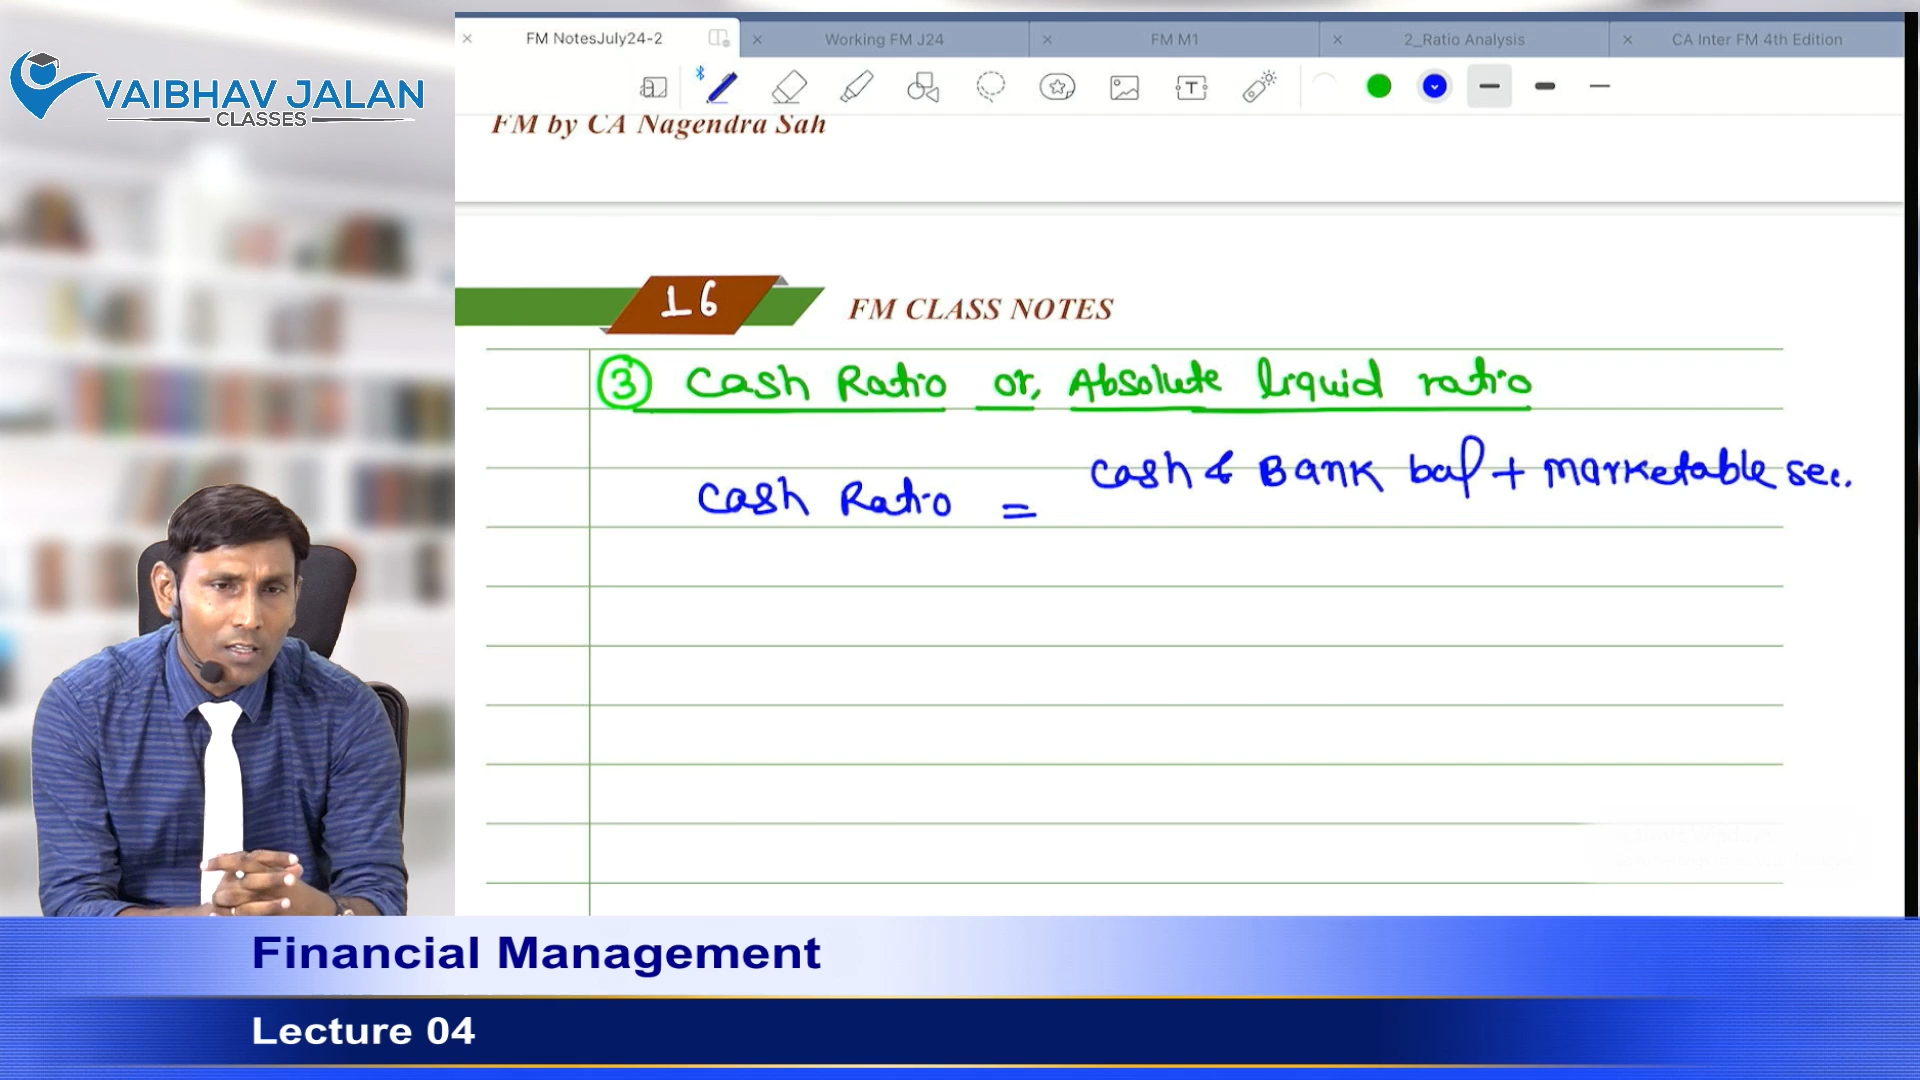 FM NotesJuly24-2
Working FM J24
FM M1
2_Ratio Analysis
CA Inter FM 4th Edition
VAIBHAV JALAN
CLASSES
FM by CA Nagendra Sah
16
FM CLASS NOTES
3 Cash Ratio or, Absolute liquid ratio
Cash Ratio = Cash & Bank bal + marketable sec.
Financial Management
Lecture 04